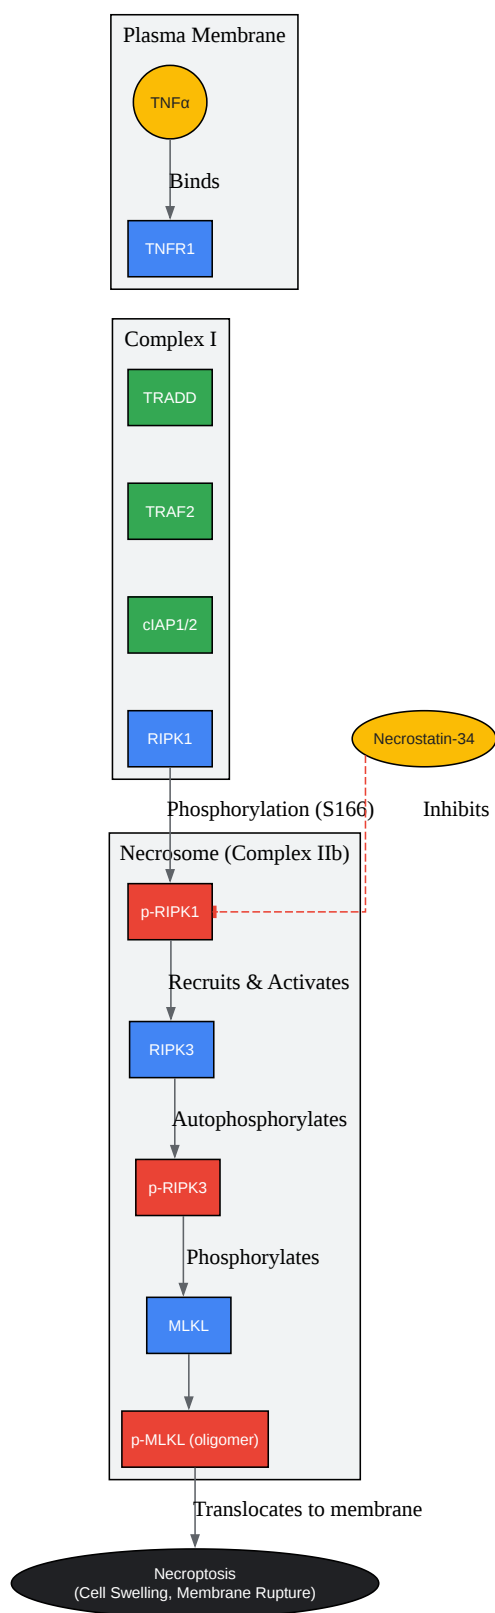 Plasma Membrane
TNFα
Binds
TNFR1
Complex I
TRADD
TRAF2
cIAP1/2
RIPK1
Necrostatin-34
Phosphorylation (S166)
Inhibits
Necrosome (Complex IIb)
p-RIPK1
Recruits & Activates
RIPK3
Autophosphorylates
p-RIPK3
Phosphorylates
MLKL
p-MLKL (oligomer)
Translocates to membrane
Necroptosis
(Cell Swelling, Membrane Rupture)